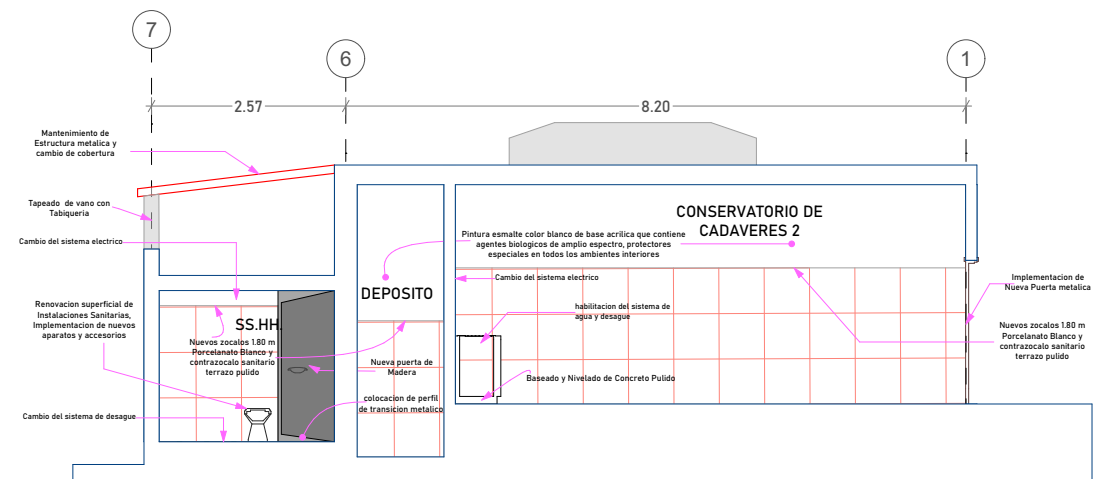 7
6
1
2.57
8.20
Mantenimiento de
Estructura metalica y
cambio de cobertura
Tapeado de vano con
Tabiqueria
Cambio del sistema electrico
Renovacion superficial de
Instalaciones Sanitarias,
Implementacion de nuevos
aparatos y accesorios
Cambio del sistema de desague
SS.HH.
Nuevos zocalos 1.80 m
Porcelanato Blanco y
contrazocalo sanitario
terrazo pulido
DEPOSITO
Nueva puerta de
Madera
colocacion de perfil
de transicion metalico
CONSERVATORIO DE
CADAVERES 2
Pintura esmalte color blanco de base acrilica que contiene
agentes biologicos de amplio espectro, protectores
especiales en todos los ambientes interiores
Cambio del sistema electrico
habilitacion del sistema de
agua y desague
Baseado y Nivelado de Concreto Pulido
Implementacion de
Nueva Puerta metalica
Nuevos zocalos 1.80 m
Porcelanato Blanco y
contrazocalo sanitario
terrazo pulido